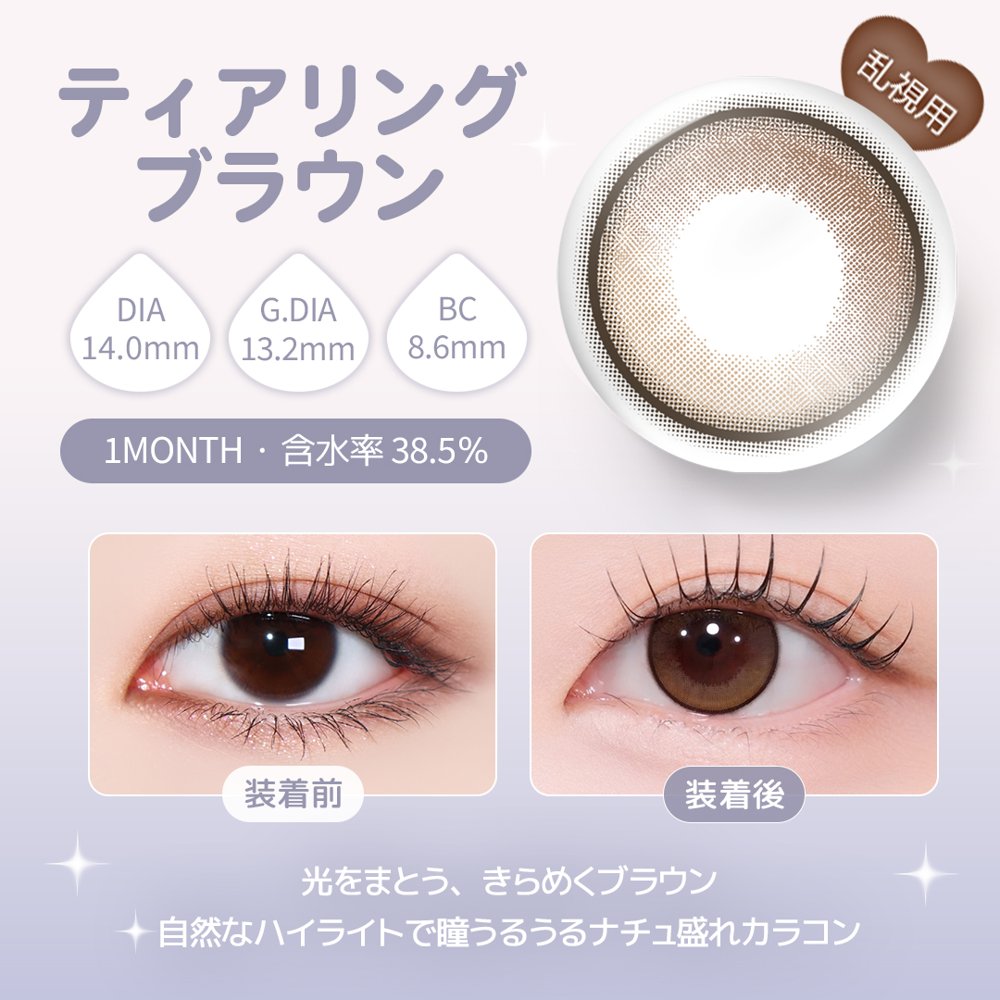 ティアリング
ブラウン
乱視用
DIA
14.0mm
G.DIA
13.2mm
BC
8.6mm
1MONTH・含水率 38.5%
装着前
装着後
光をまとう、きらめくブラウン
自然なハイライトで瞳うるうるナチュ盛れカラコン